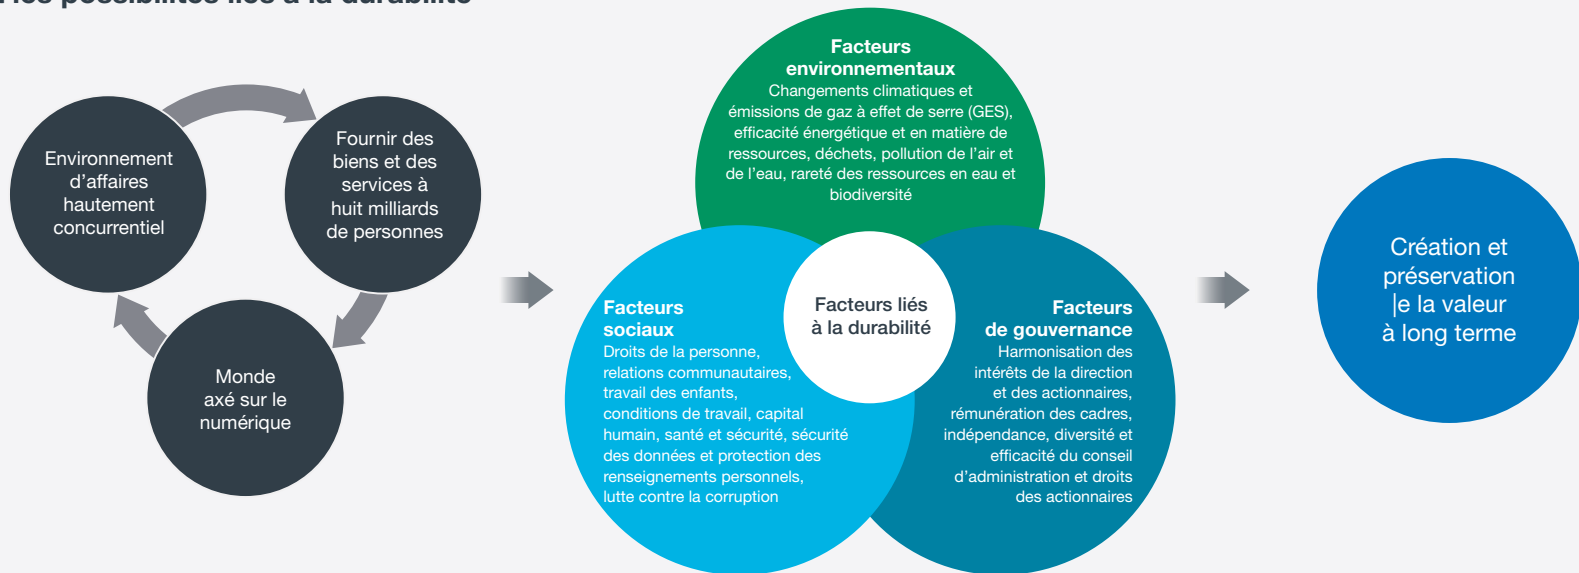 les possibilités liés à la durabilité
Environnement
d’affaires
hautement
concurrentiel
Fournir des
biens et des
services à
huit milliards
de personnes
Monde
axé sur le
numérique
Facteurs
environnementaux
Changements climatiques et
émissions de gaz à effet de serre (GES),
efficacité énergétique et en matière de
ressources, déchets, pollution de l’air et
de l’eau, rareté des ressources en eau et
biodiversité
Facteurs
sociaux
Droits de la personne,
relations communautaires,
travail des enfants,
conditions de travail, capital
humain, santé et sécurité, sécurité
des données et protection des
renseignements personnels,
lutte contre la corruption
Facteurs liés
à la durabilité
Facteurs
de gouvernance
Harmonisation des
intérêts de la direction
et des actionnaires,
rémunération des cadres,
indépendance, diversité et
efficacité du conseil
d’administration et droits
des actionnaires
Création et
préservation
|e la valeur
à long terme